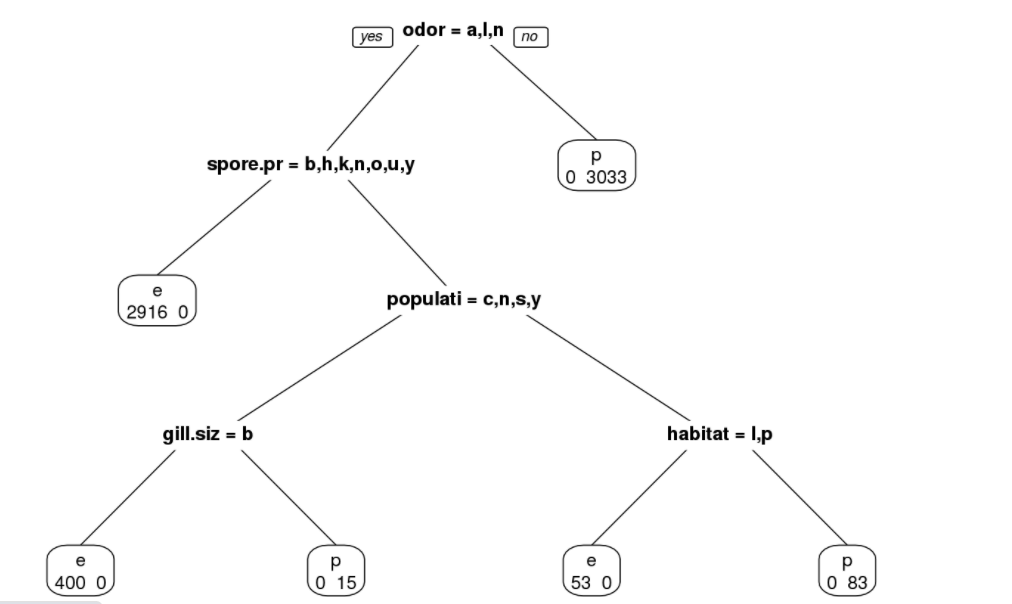 yes odor = a,l,n no
spore.pr = b,h,k,n,o,u,y
p
0 3033
e
2916 0
populati = c,n,s,y
gill.siz = b
habitat = l,p
e
400 0
p
0 15
e
53 0
p
0 83